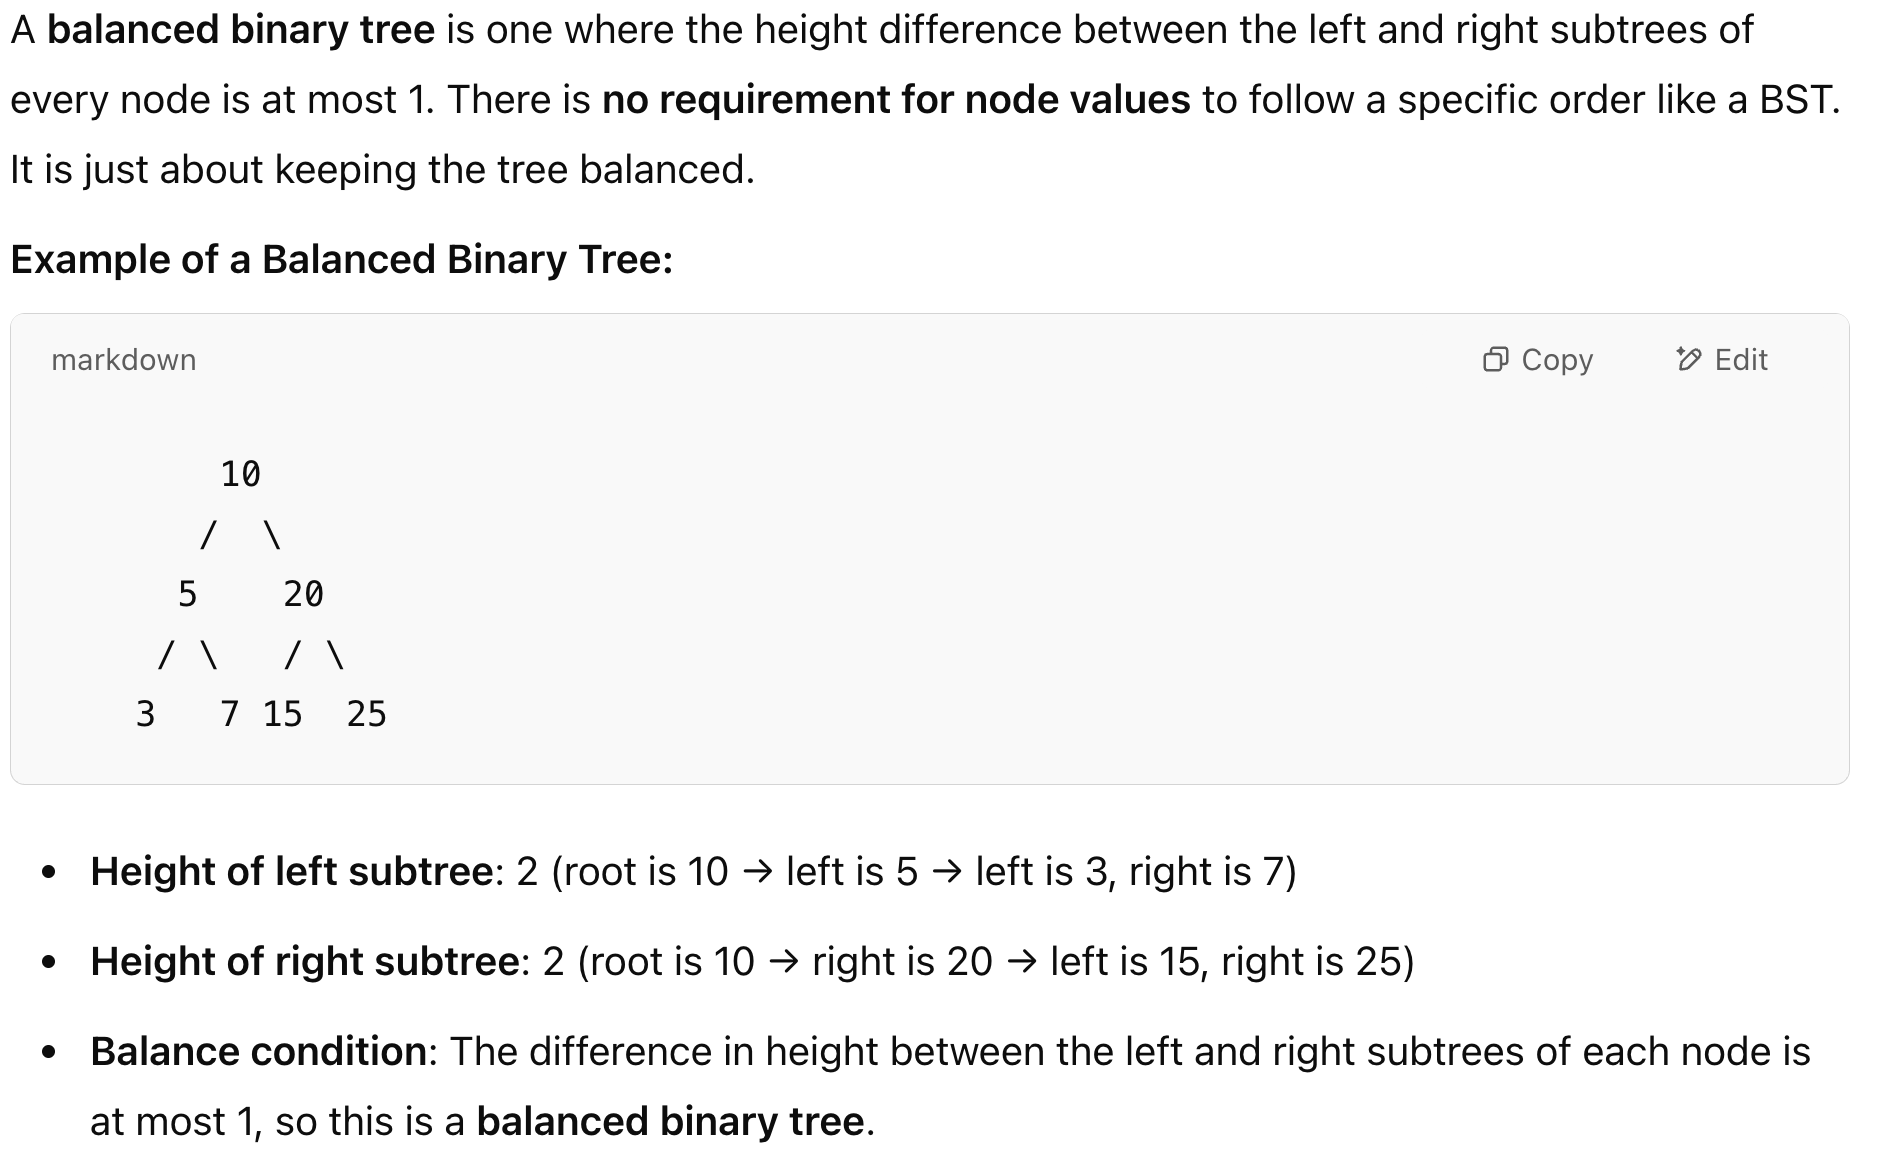 A balanced binary tree is one where the height difference between the left and right subtrees of
every node is at most 1. There is no requirement for node values to follow a specific order like a BST.
It is just about keeping the tree balanced.
Example of a Balanced Binary Tree:
markdown Copy Edit
10
/ \
5 20
/ \ / \
3 7 15 25
• Height of left subtree: 2 (root is 10 → left is 5 → left is 3, right is 7)
• Height of right subtree: 2 (root is 10 → right is 20 → left is 15, right is 25)
• Balance condition: The difference in height between the left and right subtrees of each node is
at most 1, so this is a balanced binary tree.